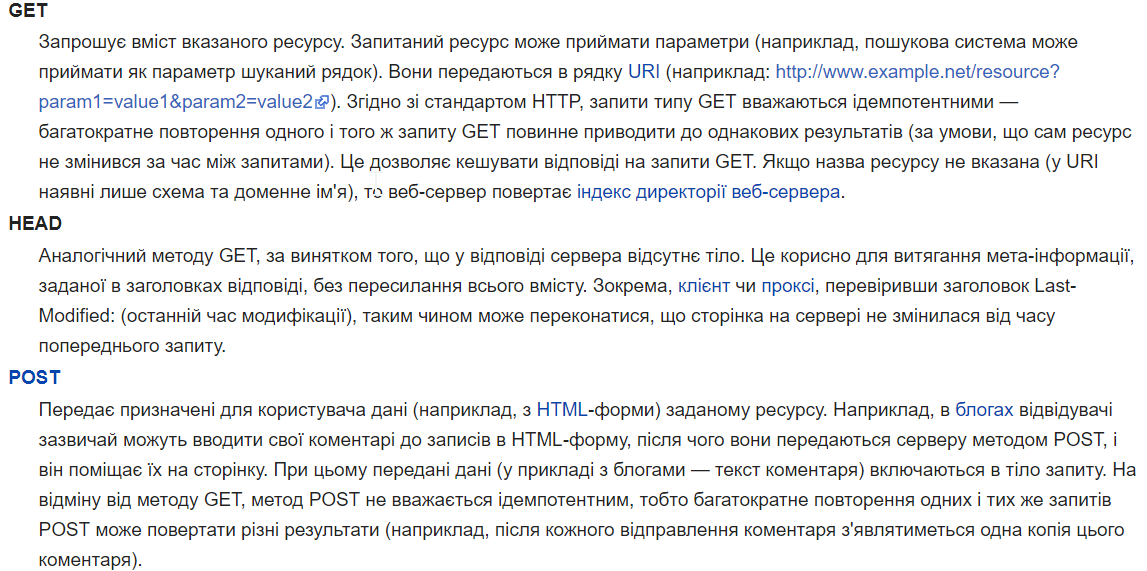 GET
Запрошує вміст вказаного ресурсу. Запитаний ресурс може приймати параметри (наприклад, пошукова система може
приймати як параметр шуканий рядок). Вони передаються в рядку URI (наприклад: http://www.example.net/resource?
param1=value1&param2=value2). Згідно зі стандартом HTTP, запити типу GET вважаються ідемпотентними —
багатократне повторення одного і того ж запиту GET повинне приводити до однакових результатів (за умови, що сам ресурс
не змінився за час між запитами). Це дозволяє кешувати відповіді на запити GET. Якщо назва ресурсу не вказана (у URI
наявні лише схема та доменне ім'я), то веб-сервер повертає індекс директорії веб-сервера.
HEAD
Аналогічний методу GET, за винятком того, що у відповіді сервера відсутнє тіло. Це корисно для витягання мета-інформації,
заданої в заголовках відповіді, без пересилання всього вмісту. Зокрема, клієнт чи проксі, перевіривши заголовок Last-
Modified: (останній час модифікації), таким чином може переконатися, що сторінка на сервері не змінилася від часу
попереднього запиту.
POST
Передає призначені для користувача дані (наприклад, з HTML-форми) заданому ресурсу. Наприклад, в блогах відвідувачі
зазвичай можуть вводити свої коментарі до записів в HTML-форму, після чого вони передаються серверу методом POST, і
він поміщає їх на сторінку. При цьому передані дані (у прикладі з блогами — текст коментаря) включаються в тіло запиту. На
відміну від методу GET, метод POST не вважається ідемпотентним, тобто багатократне повторення одних і тих же запитів
POST може повертати різні результати (наприклад, після кожного відправлення коментаря з'являтиметься одна копія цього
коментаря).